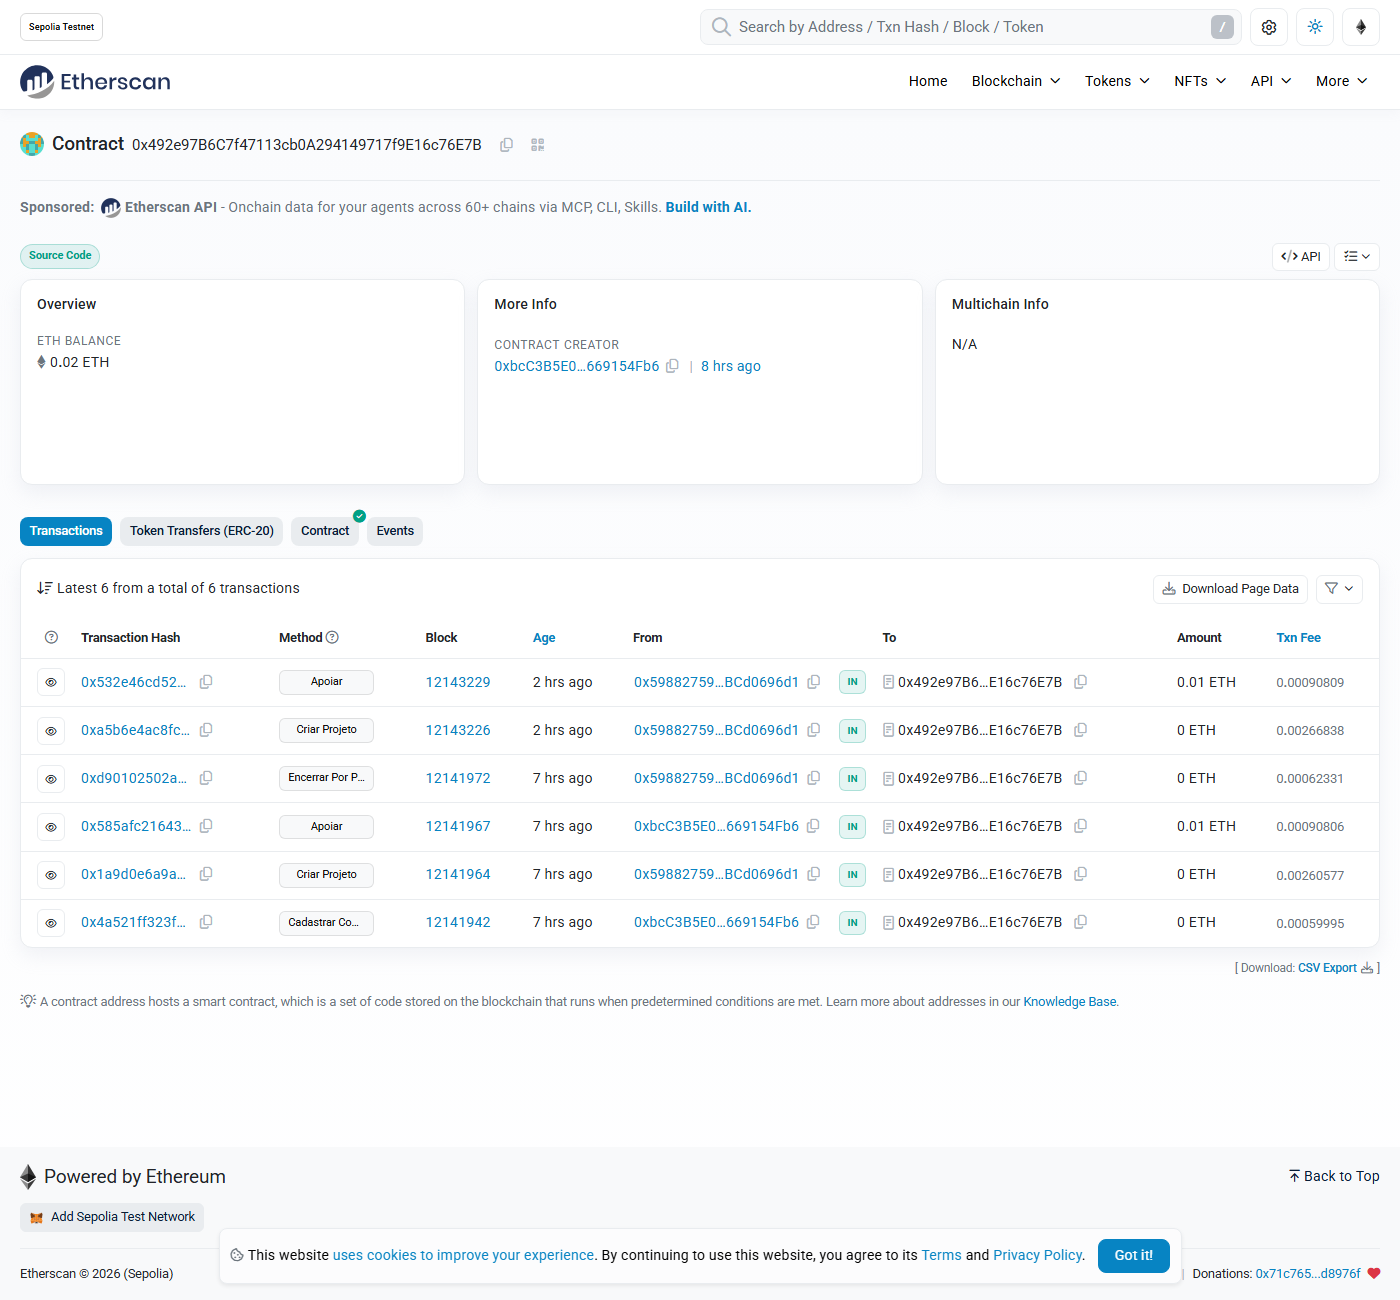 Sepolia Testnet
Search by Address / Txn Hash / Block / Token
/
Etherscan
Home Blockchain Tokens NFTs API More
Contract 0x492e97B6C7f47113cb0A294149717f9E16c76E7B
Sponsored: Etherscan API - Onchain data for your agents across 60+ chains via MCP, CLI, Skills. Build with AI.
Source Code
</> API
Overview
ETH BALANCE
0.02 ETH
More Info
CONTRACT CREATOR
0xbcC3B5E0...669154Fb6 | 8 hrs ago
Multichain Info
N/A
Transactions Token Transfers (ERC-20) Contract Events
Latest 6 from a total of 6 transactions
Download Page Data
Transaction Hash Method Block Age From To Amount Txn Fee
0x532e46cd52... Apoiar 12143229 2 hrs ago 0x59882759...BCd0696d1 IN 0x492e97B6...E16c76E7B 0.01 ETH 0.00090809
0xa5b6e4ac8fc... Criar Projeto 12143226 2 hrs ago 0x59882759...BCd0696d1 IN 0x492e97B6...E16c76E7B 0 ETH 0.00266838
0xd90102502a... Encerrar Por P... 12141972 7 hrs ago 0x59882759...BCd0696d1 IN 0x492e97B6...E16c76E7B 0 ETH 0.00062331
0x585afc21643... Apoiar 12141967 7 hrs ago 0xbcC3B5E0...669154Fb6 IN 0x492e97B6...E16c76E7B 0.01 ETH 0.00090806
0x1a9d0e6a9a... Criar Projeto 12141964 7 hrs ago 0x59882759...BCd0696d1 IN 0x492e97B6...E16c76E7B 0 ETH 0.00260577
0x4a521ff323f... Cadastrar Co... 12141942 7 hrs ago 0xbcC3B5E0...669154Fb6 IN 0x492e97B6...E16c76E7B 0 ETH 0.00059995
[ Download: CSV Export ]
A contract address hosts a smart contract, which is a set of code stored on the blockchain that runs when predetermined conditions are met. Learn more about addresses in our Knowledge Base.
Powered by Ethereum
Back to Top
Add Sepolia Test Network
This website uses cookies to improve your experience. By continuing to use this website, you agree to its Terms and Privacy Policy.
Got it!
Etherscan © 2026 (Sepolia)
| Donations: 0x71c765...d8976f